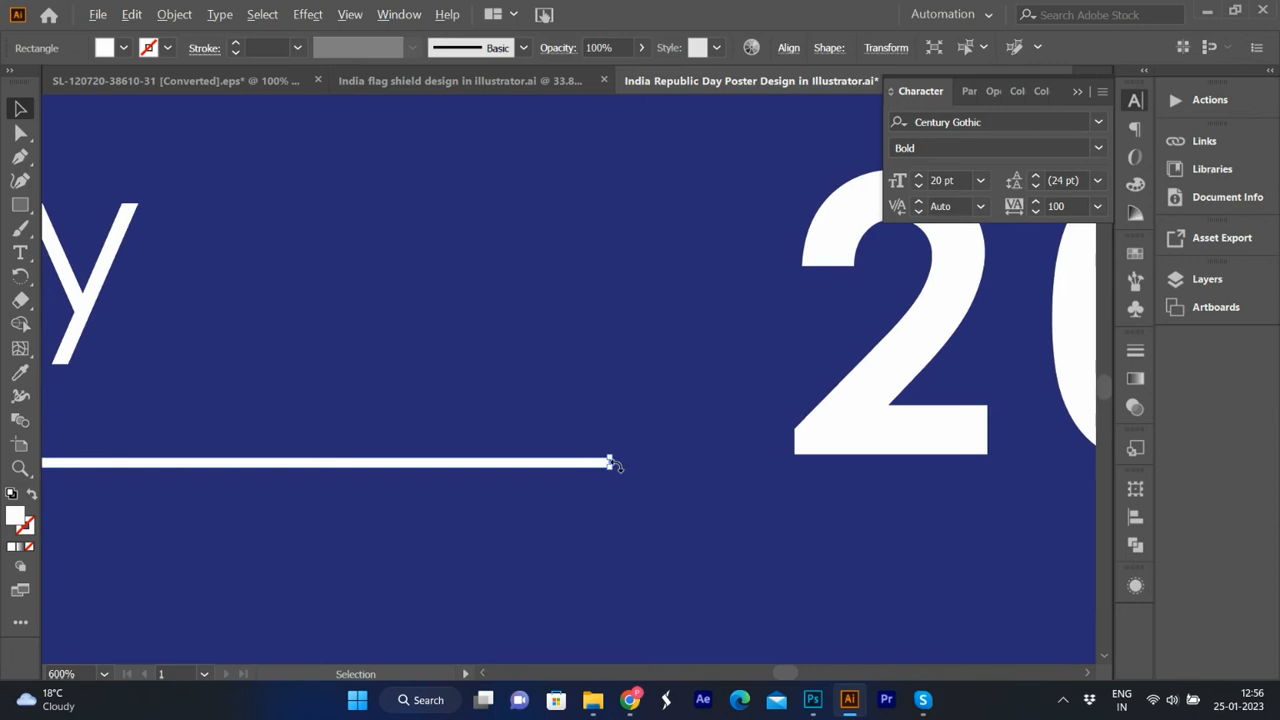 Ai File Edit Object Type Select Effect View Window Help Automation Search Adobe Stock
Rectangle Stroke: Basic Opacity: 100% Style: Align Shape: Transform
SL-120720-38610-31 [Converted].eps* @ 100% ... India flag shield design in illustrator.ai @ 33.8... India Republic Day Poster Design in Illustrator.ai*
Character Par Op Col Col
Century Gothic
Bold
20 pt (24 pt)
Auto 100
Actions
Links
Libraries
Document Info
Asset Export
Layers
Artboards
y 20
600% 1 Selection
18°C
Cloudy
Search
Ae Ps Ai Pr
ENG
IN
12:56
25-01-2023